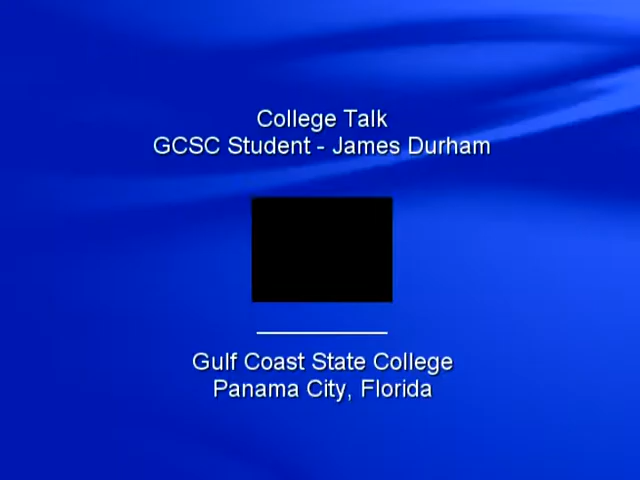 College Talk
GCSC Student - James Durham
Gulf Coast State College
Panama City, Florida